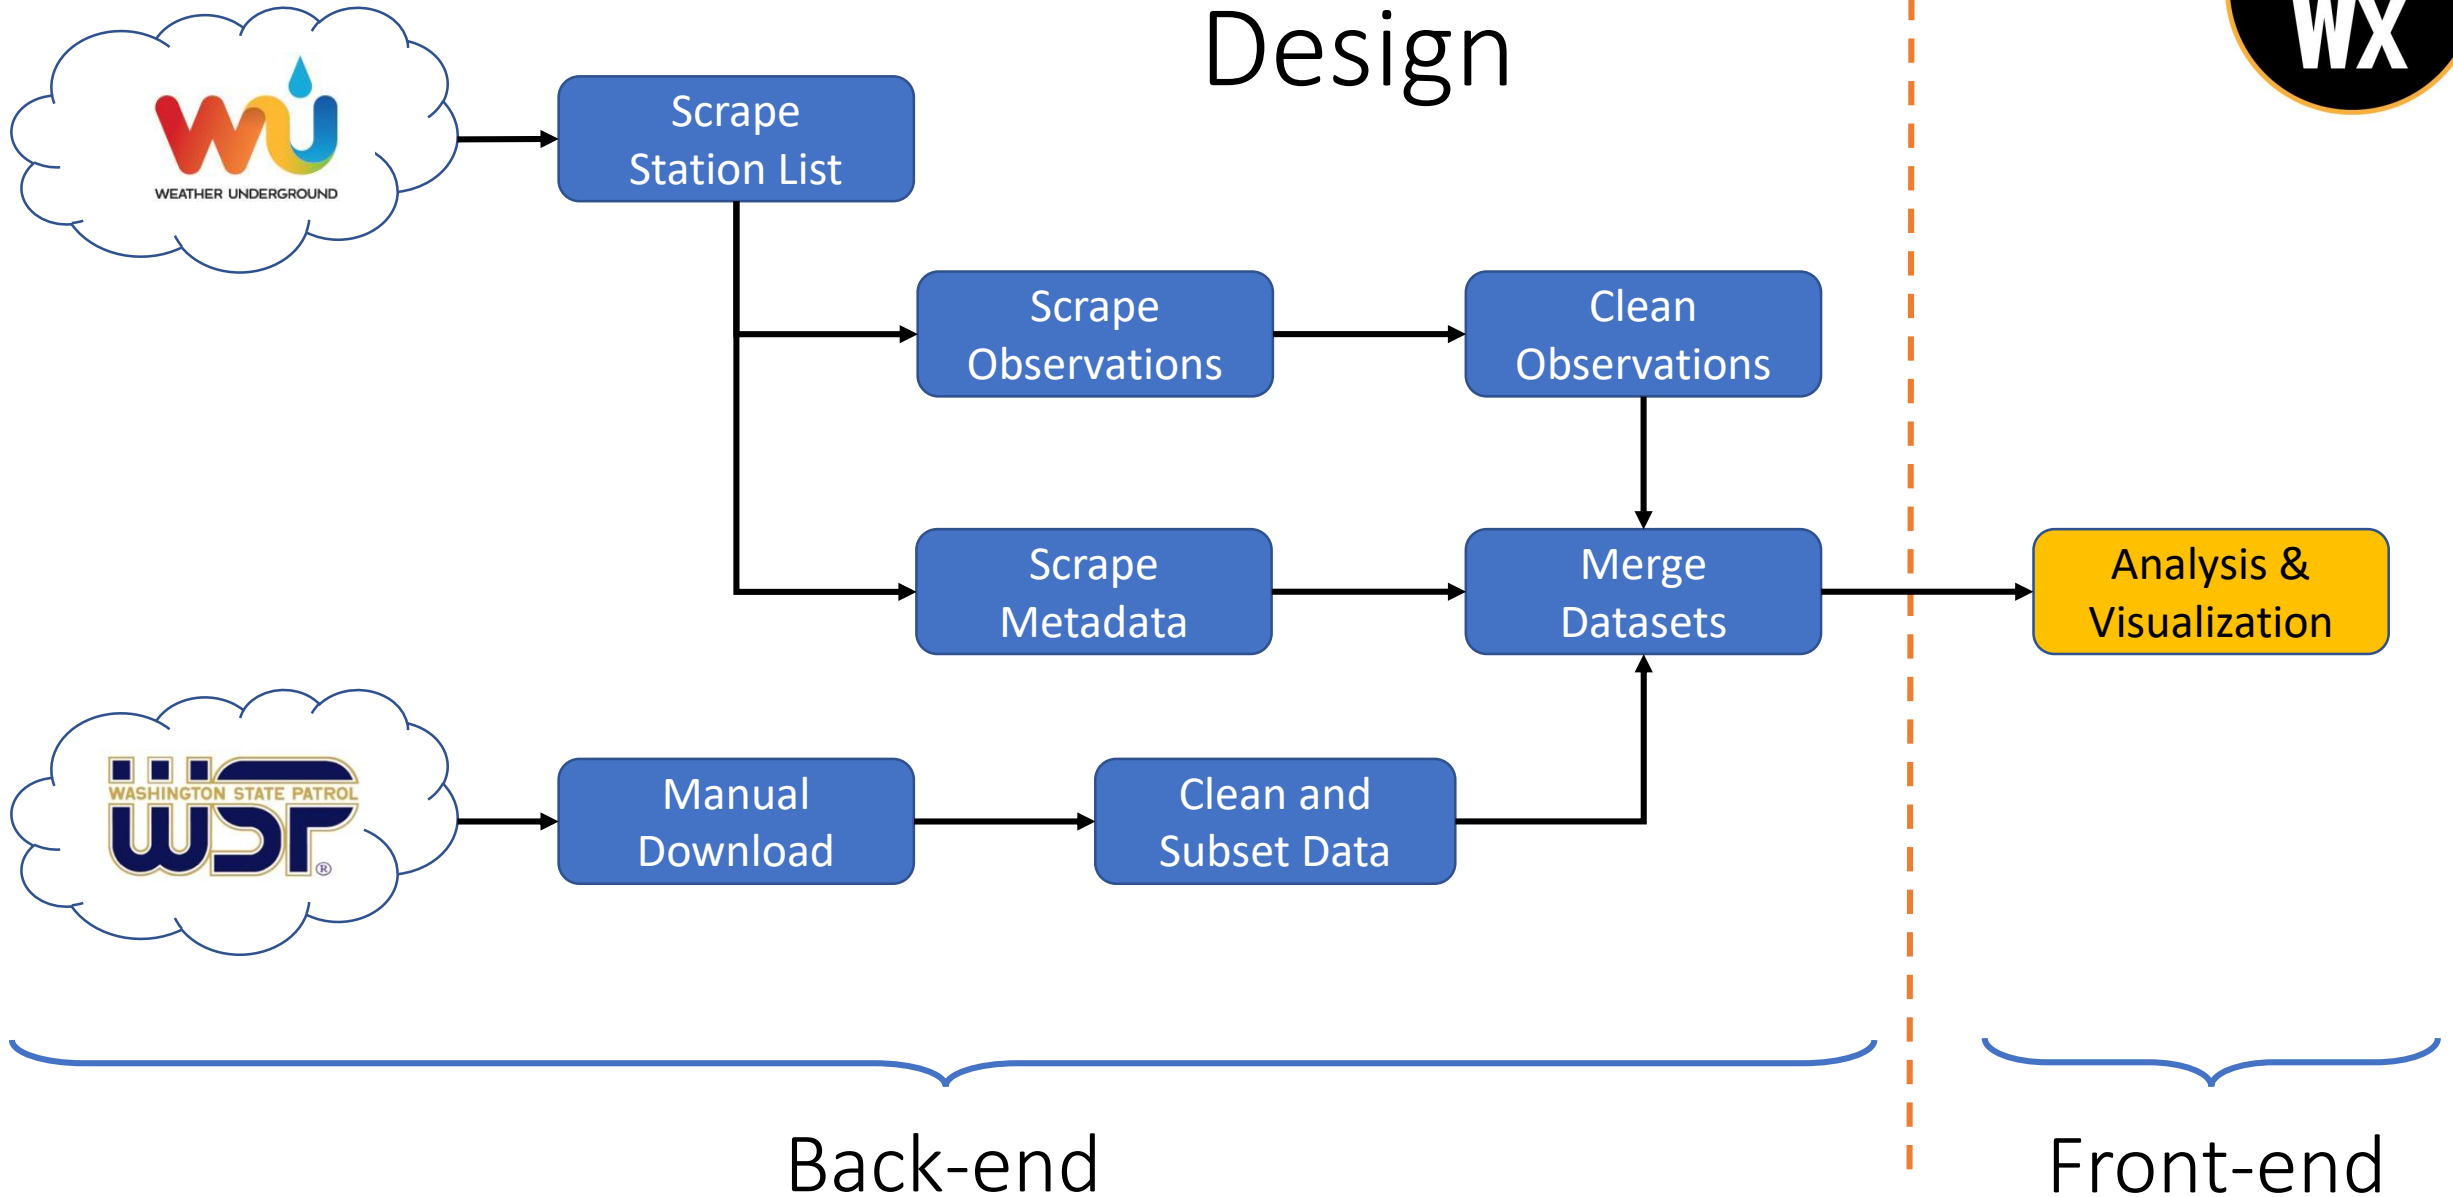 Design
WX
WU
WEATHER UNDERGROUND
Scrape
Station List
Scrape
Observations
Clean
Observations
Scrape
Metadata
Merge
Datasets
Analysis &
Visualization
WASHINGTON STATE PATROL
WSP®
Manual
Download
Clean and
Subset Data
Back-end
Front-end